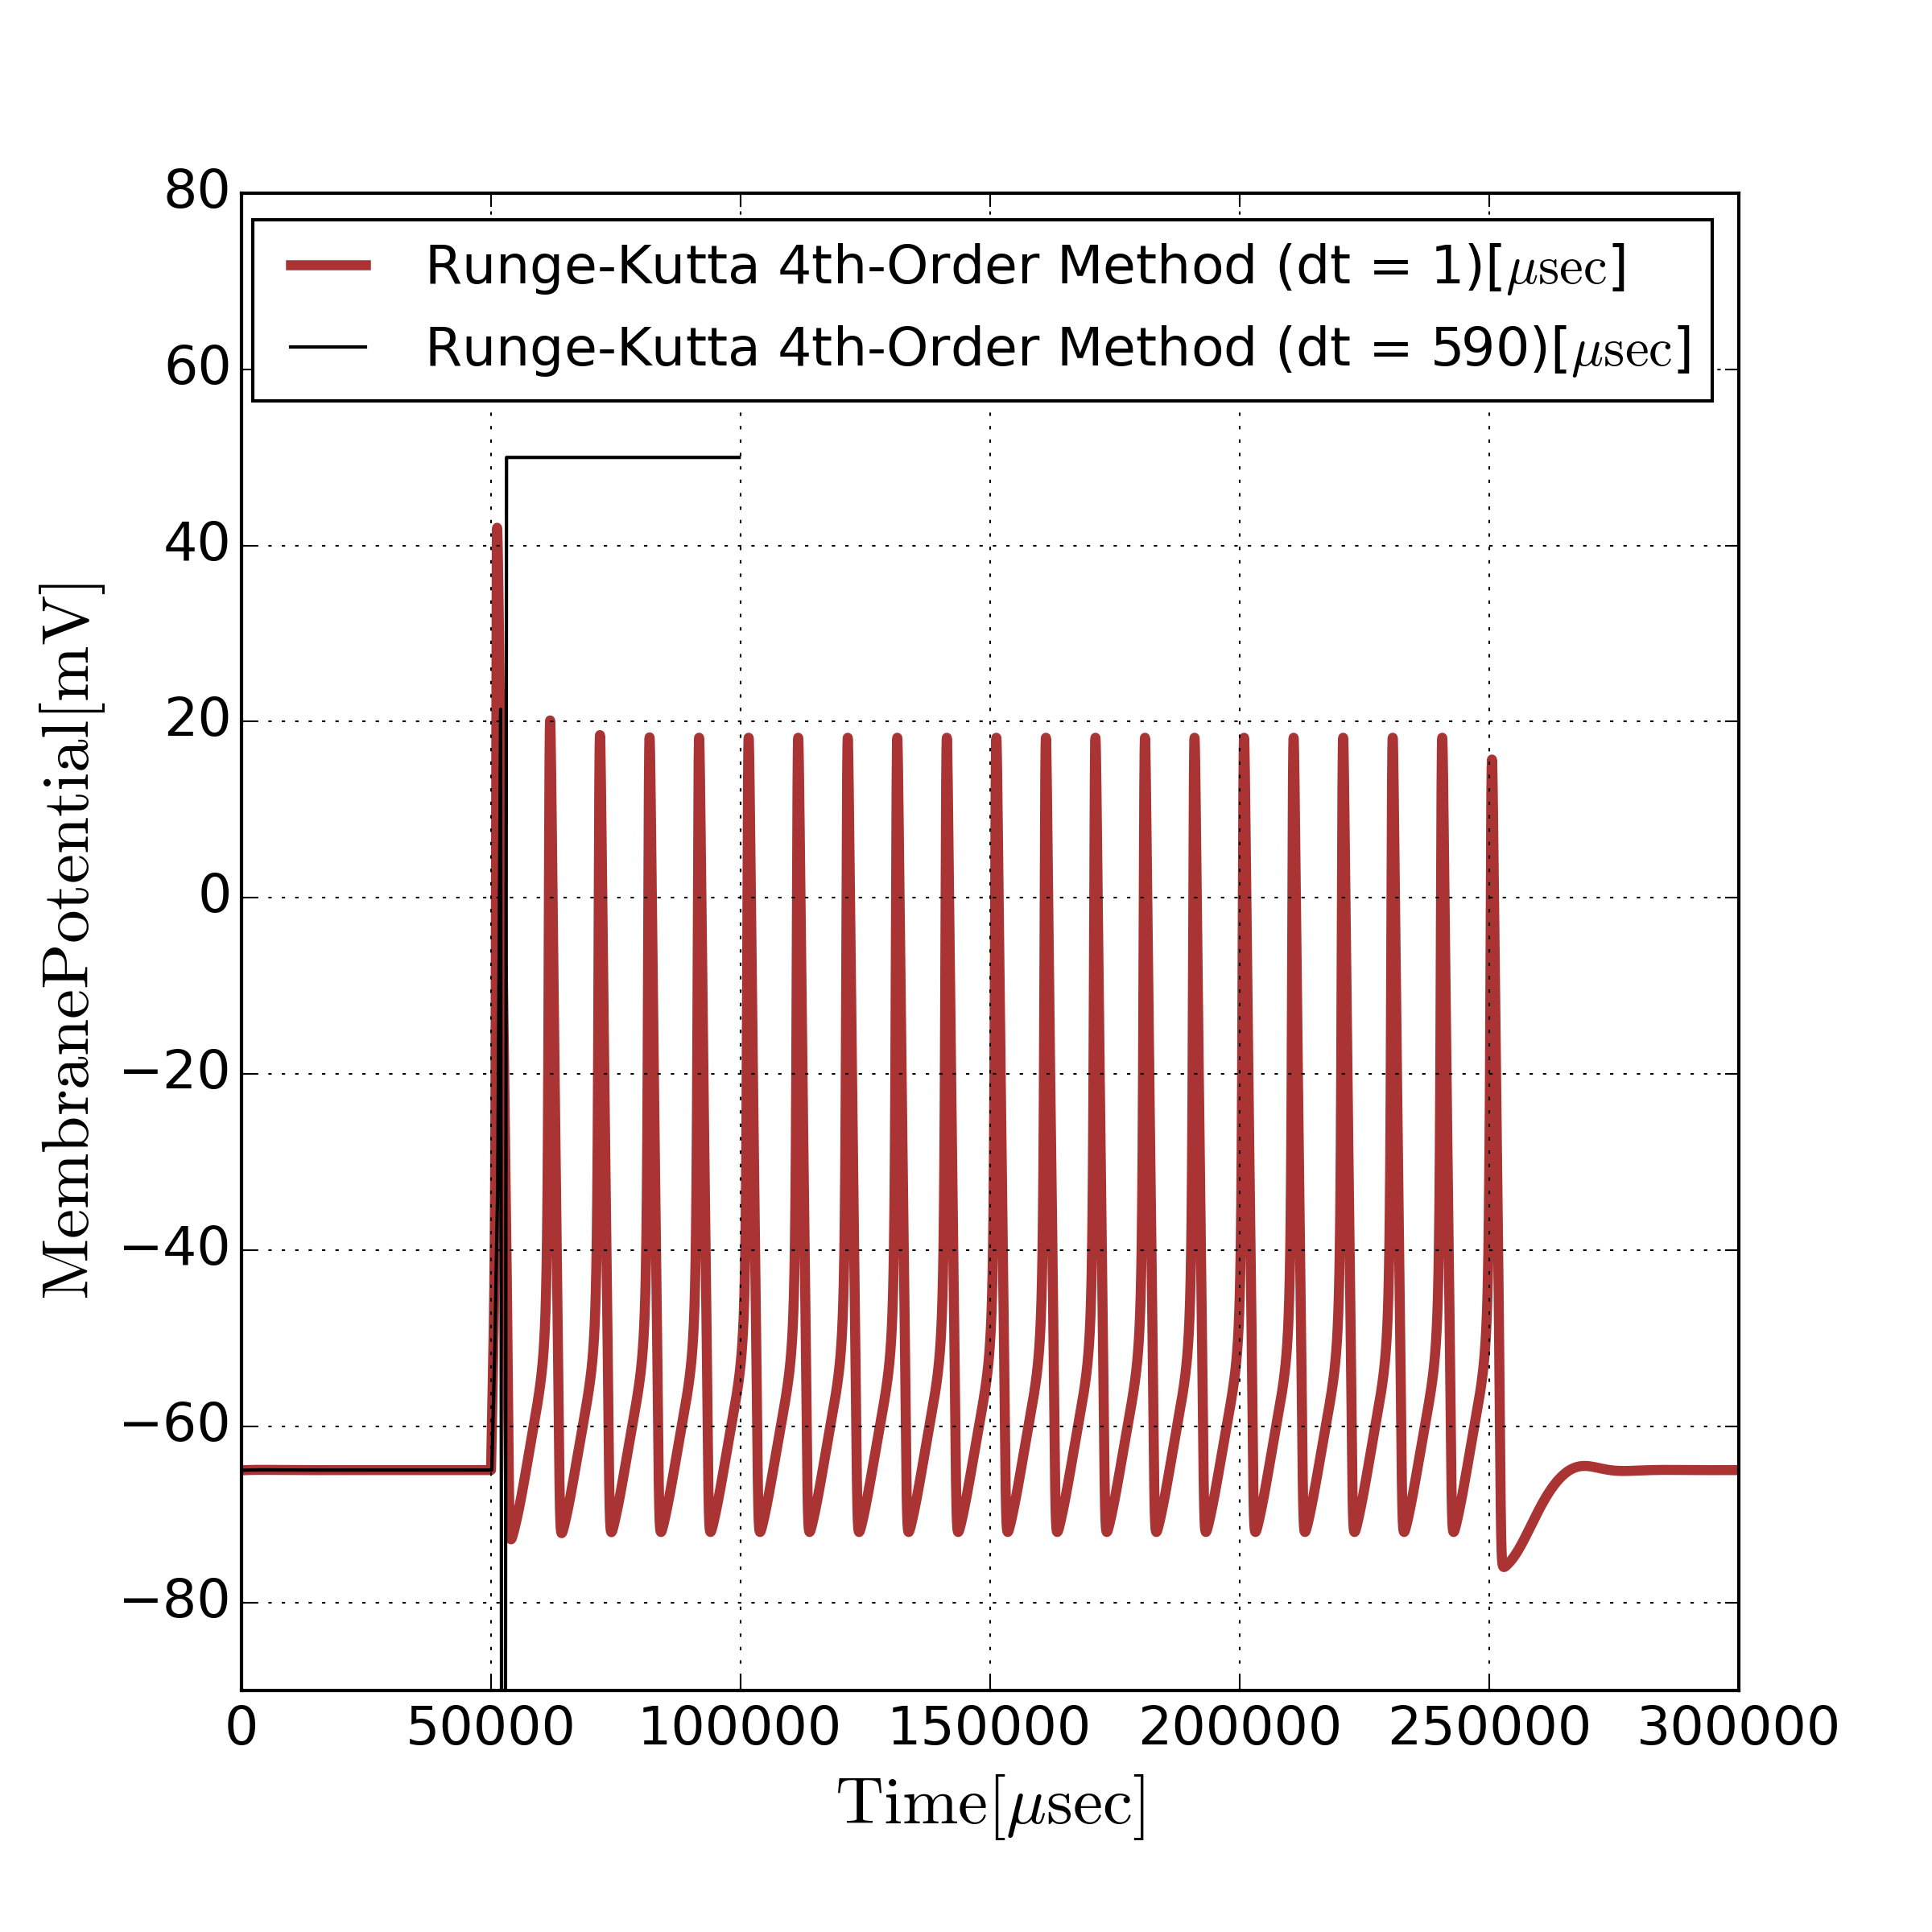 80
Runge-Kutta 4th-Order Method (dt = 1)[μsec]
Runge-Kutta 4th-Order Method (dt = 590)[μsec]
60
40
20
0
−20
−40
−60
−80
MembranePotential[mV]
0 50000 100000 150000 200000 250000 300000
Time[μsec]